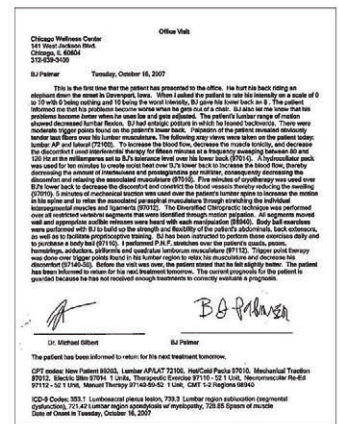 Office Visit
Chicago Wellness Center
141 West Jackson Blvd.
Chicago, IL 60604
312-639-3430
BJ Palmer Tuesday, October 16, 2007
This is the first time that the patient has presented to the office. He hurt his back riding an
elephant down the street in Davenport, Iowa. When I asked the patient to rate his intensity on a scale of 0
to 10 with 0 being nothing and 10 being the worst intensity, BJ gave his lower back an 8. The patient
informed me that his problems become worse when he gets out of a chair. BJ also let me know that his
problems become better when he uses ice and gets adjusted. The patient's lumbar range of motion
showed decreased lumbar flexion. BJ had antalgic posture in which he leaned backwards. There were
moderate trigger points found on the patient's lower back. Palpation of the patient revealed obviously
tender taut fibers over his lumbar musculature. The following xray views were taken on the patient today:
lumbar AP and lateral (72100). To increase the blood flow, decrease the muscle tonicity, and decrease
the discomfort I used interferential therapy for fifteen minutes at a frequency sweeping between 80 and
120 Hz at the milliamperes set to BJ's tolerance level over his lower back (97014). A hydrocollator pack
was used for ten minutes to create moist heat over BJ's lower back to increase the blood flow, thereby
decreasing the amount of interleukens and prostaglandins per milliliter, consequently decreasing the
discomfort and relaxing the associated musculature (97010). Five minutes of cryotherapy was used over
BJ's lower back to decrease the discomfort and constrict the blood vessels thereby reducing the swelling
(97010). 5 minutes of mechanical traction was used over the patient's lumbar spine to increase the motion
in his spine and to relax the associated paraspinal musculature through stretching the individual
intersegmental muscles and ligaments (97012). The Diversified Chiropractic technique was performed
over all restricted vertebral segments that were identified through motion palpation. All segments moved
well and appropriate audible releases were heard with each manipulation (98940). Body ball exercises
were performed with BJ to build up the strength and flexibility of the patient's abdominals, back extensors,
as well as to facilitate proprioceptive training. BJ has been instructed to perform these exercises daily and
to purchase a body ball (97110). I performed P.N.F. stretches over the patient's quads, psoas,
hamstrings, adductors, piriformis and quadratus lumborum musculatures (97112). Trigger point therapy
was done over trigger points found in his lumbar region to relax his musculature and decrease his
discomfort (97140-59). Before the visit was over, the patient stated that he felt slightly better. The patient
has been informed to return for his next treatment tomorrow. The current prognosis for the patient is
guarded because he has not received enough treatments to correctly evaluate a prognosis.
BJ Palmer
Dr. Michael Gilbert BJ Palmer
The patient has been informed to return for his next treatment tomorrow.
CPT codes: New Patient 99203, Lumbar AP/LAT 72100, Hot/Cold Packs 97010, Mechanical Traction
97012, Electric Stim 97014 1 Units, Therapeutic Exercise 97110 - 52 1 Unit, Neuromuscular Re-Ed
97112 - 52 1 Unit, Manual Therapy 97140-59-52 1 Unit, CMT 1-2 Regions 98940
ICD-9 Codes: 353.1 Lumbosacral plexus lesion, 739.3 Lumbar region subluxation (segmental
dysfunction), 721.42 Lumbar region spondylosis w/ myelopathy, 728.85 Spasm of muscle
Date of Onset is Tuesday, October 16, 2007